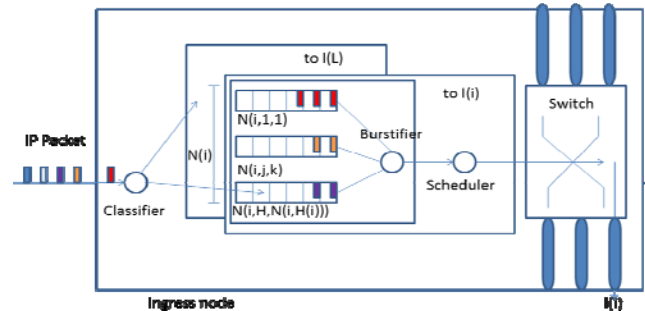 to I(L)
to I(i)
Switch
N(i,1,1)
Burstifier
IP Packet
N(i)
N(i,j,k)
Scheduler
Classifier
N(i,H,N(i,H(i)))
Ingress node
I(i)